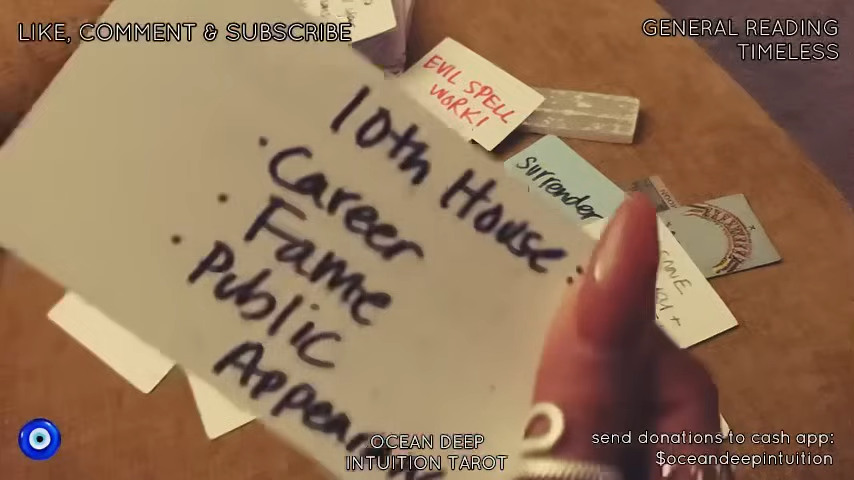 LIKE, COMMENT & SUBSCRIBE
GENERAL READING
TIMELESS
EVIL SPELL
WORK!
Surrender
10th House:
• Career
• Fame
• Public
OCEAN DEEP
INTUITION TAROT
send donations to cash app:
$oceandeepintuition